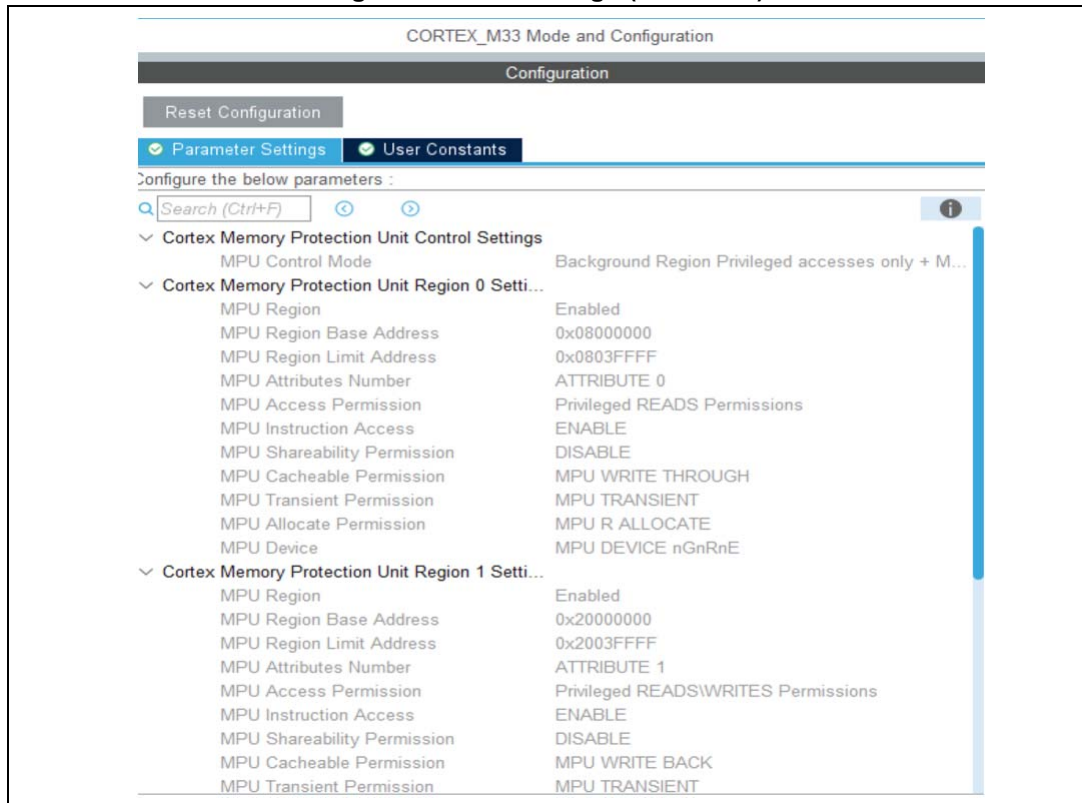 CORTEX_M33 Mode and Configuration
Configuration
Reset Configuration
Parameter Settings User Constants
Configure the below parameters :
Search (Ctrl+F)
Cortex Memory Protection Unit Control Settings
MPU Control Mode Background Region Privileged accesses only + M...
Cortex Memory Protection Unit Region 0 Setti...
MPU Region Enabled
MPU Region Base Address 0x08000000
MPU Region Limit Address 0x0803FFFF
MPU Attributes Number ATTRIBUTE 0
MPU Access Permission Privileged READS Permissions
MPU Instruction Access ENABLE
MPU Shareability Permission DISABLE
MPU Cacheable Permission MPU WRITE THROUGH
MPU Transient Permission MPU TRANSIENT
MPU Allocate Permission MPU R ALLOCATE
MPU Device MPU DEVICE nGnRnE
Cortex Memory Protection Unit Region 1 Setti...
MPU Region Enabled
MPU Region Base Address 0x20000000
MPU Region Limit Address 0x2003FFFF
MPU Attributes Number ATTRIBUTE 1
MPU Access Permission Privileged READS\WRITES Permissions
MPU Instruction Access ENABLE
MPU Shareability Permission DISABLE
MPU Cacheable Permission MPU WRITE BACK
MPU Transient Permission MPU TRANSIENT